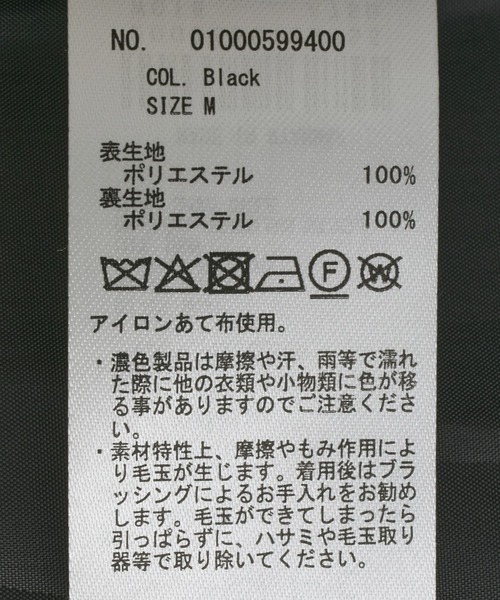 NO. 01000599400
COL. Black
SIZE M
表生地
ポリエステル 100%
裏生地
ポリエステル 100%
F W
アイロンあて布使用。
・濃色製品は摩擦や汗、雨等で濡れ
た際に他の衣類や小物類に色が移
る事がありますのでご注意くださ
い。
・素材特性上、摩擦やもみ作用によ
り毛玉が生じます。着用後はブラ
ッシングによるお手入れをお勧め
します。毛玉ができてしまったら
引っぱらずに、ハサミや毛玉取り
器等で取り除いてください。